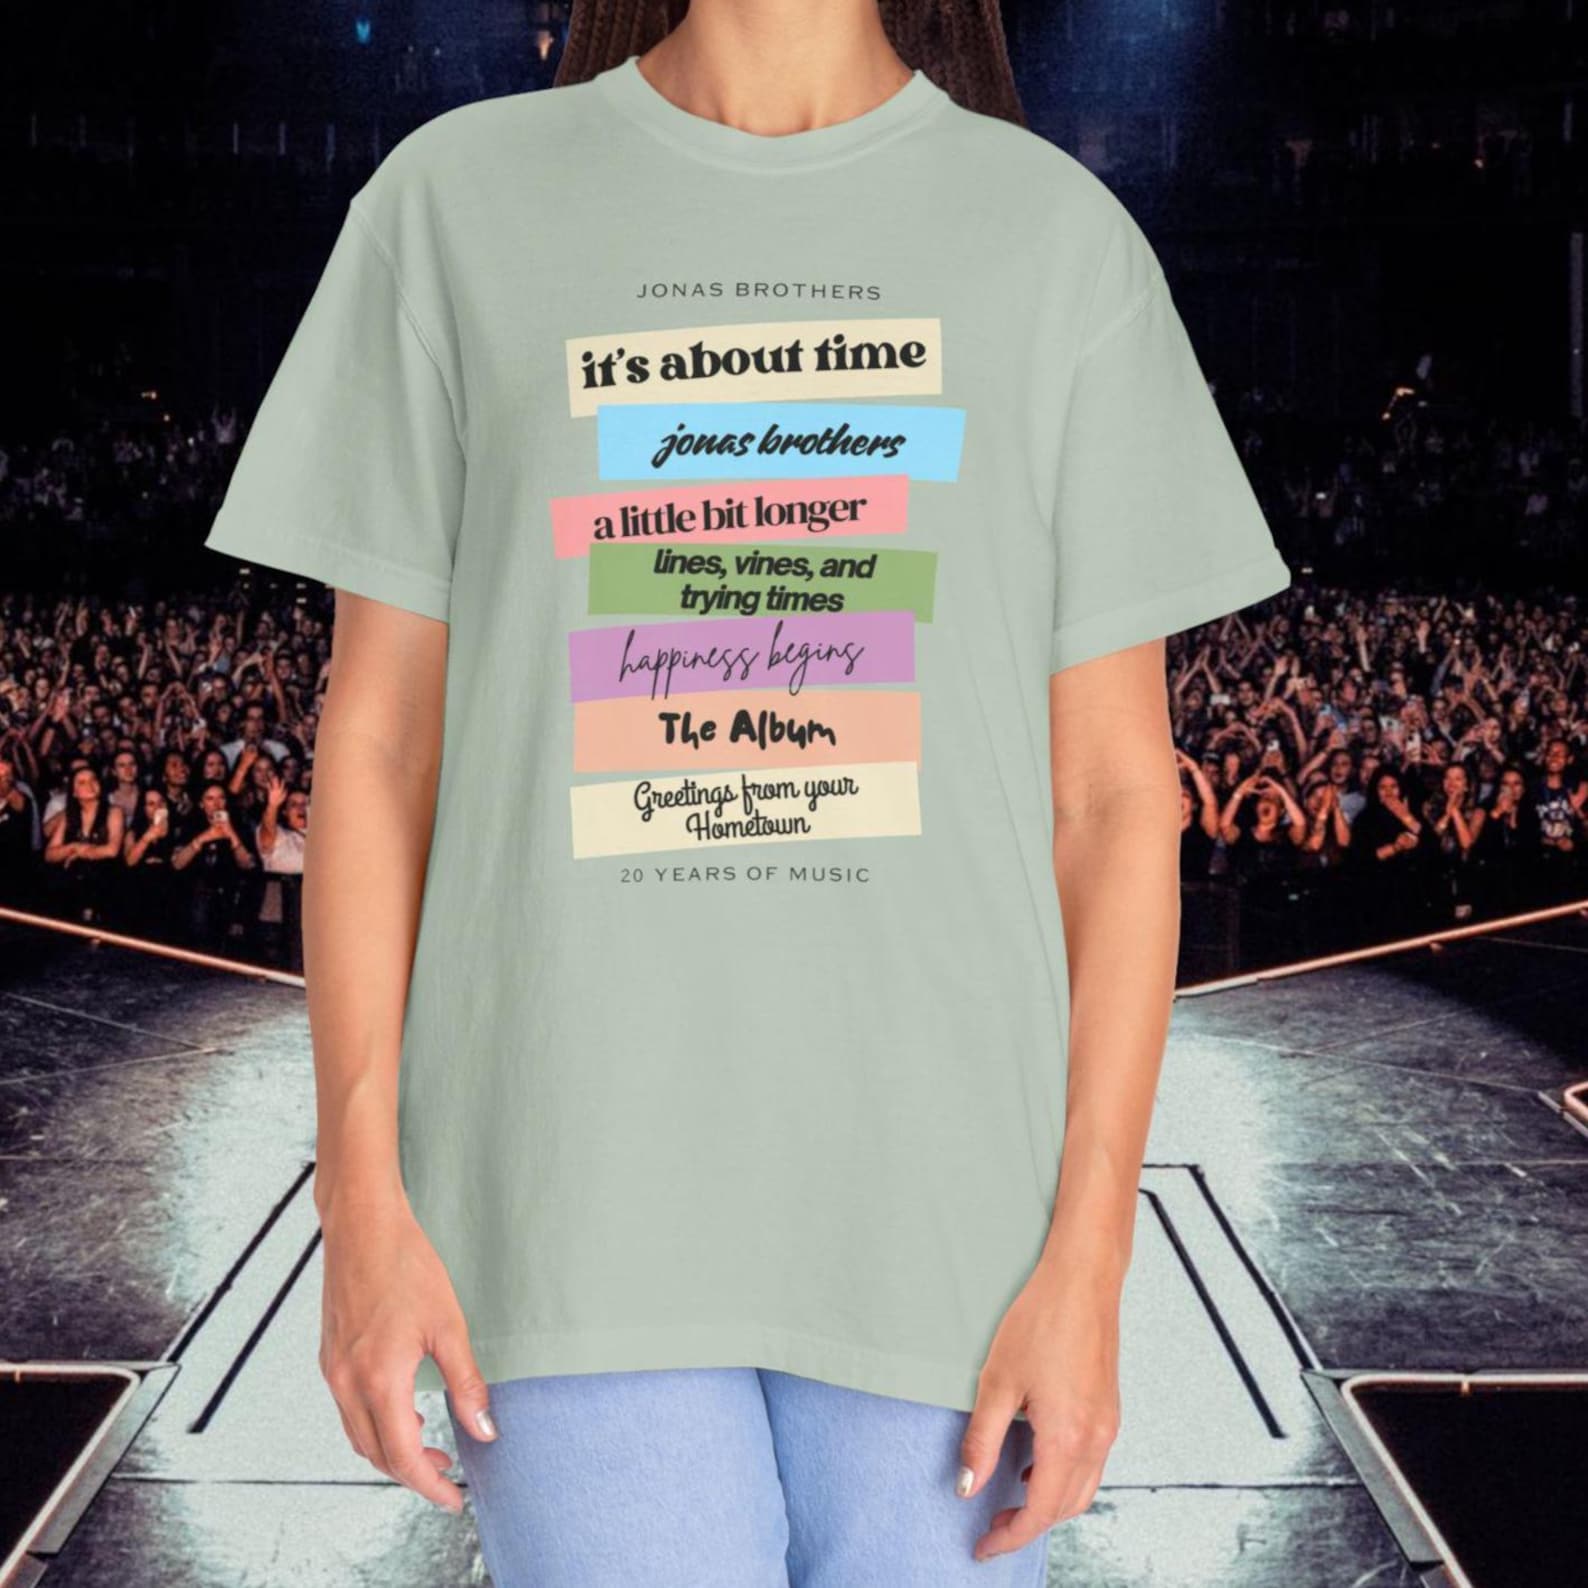 JONAS BROTHERS
it's about time
jonas brothers
a little bit longer
lines, vines, and
trying times
happiness begins
The Album
Greetings from your
Hometown
20 YEARS OF MUSIC